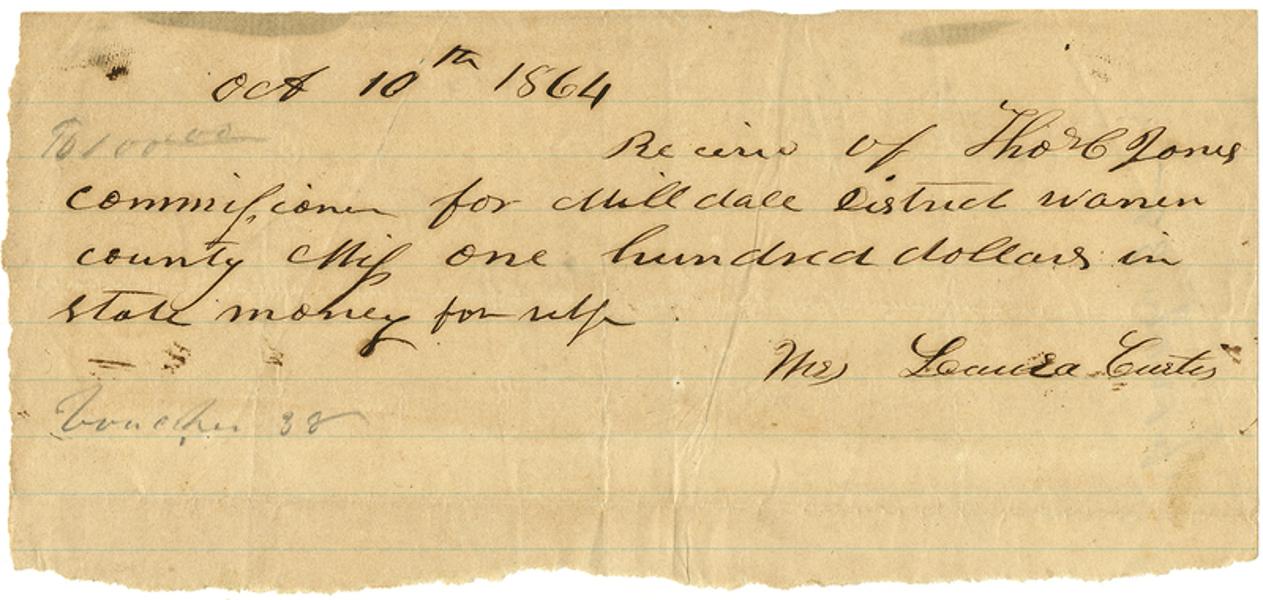 Oct 10th 1864
$100.00
Receive of Thos C Jones
commissioner for Milldale District warren
county Miss one hundred dollars in
state money for self
Mrs Laura Curtis
Voucher 38